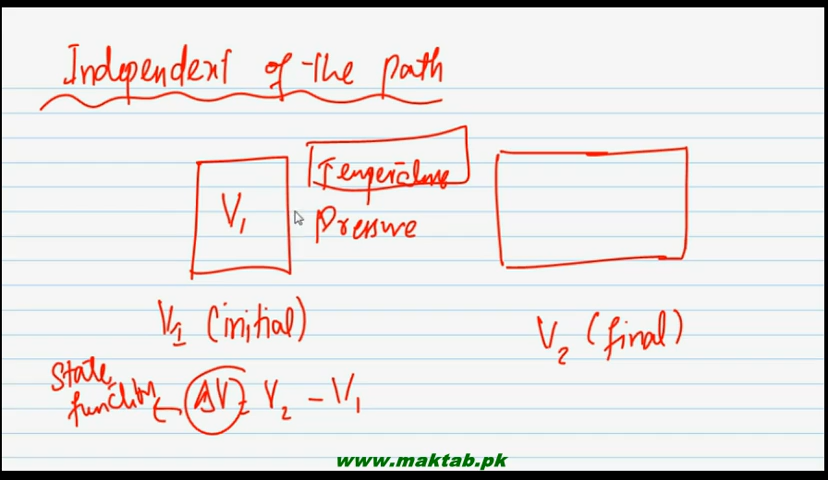 Independent of the path
Temperature
V₁
Pressure
V₁ (initial)
V₂ (final)
State
function ← ΔV = V₂ - V₁
www.maktab.pk